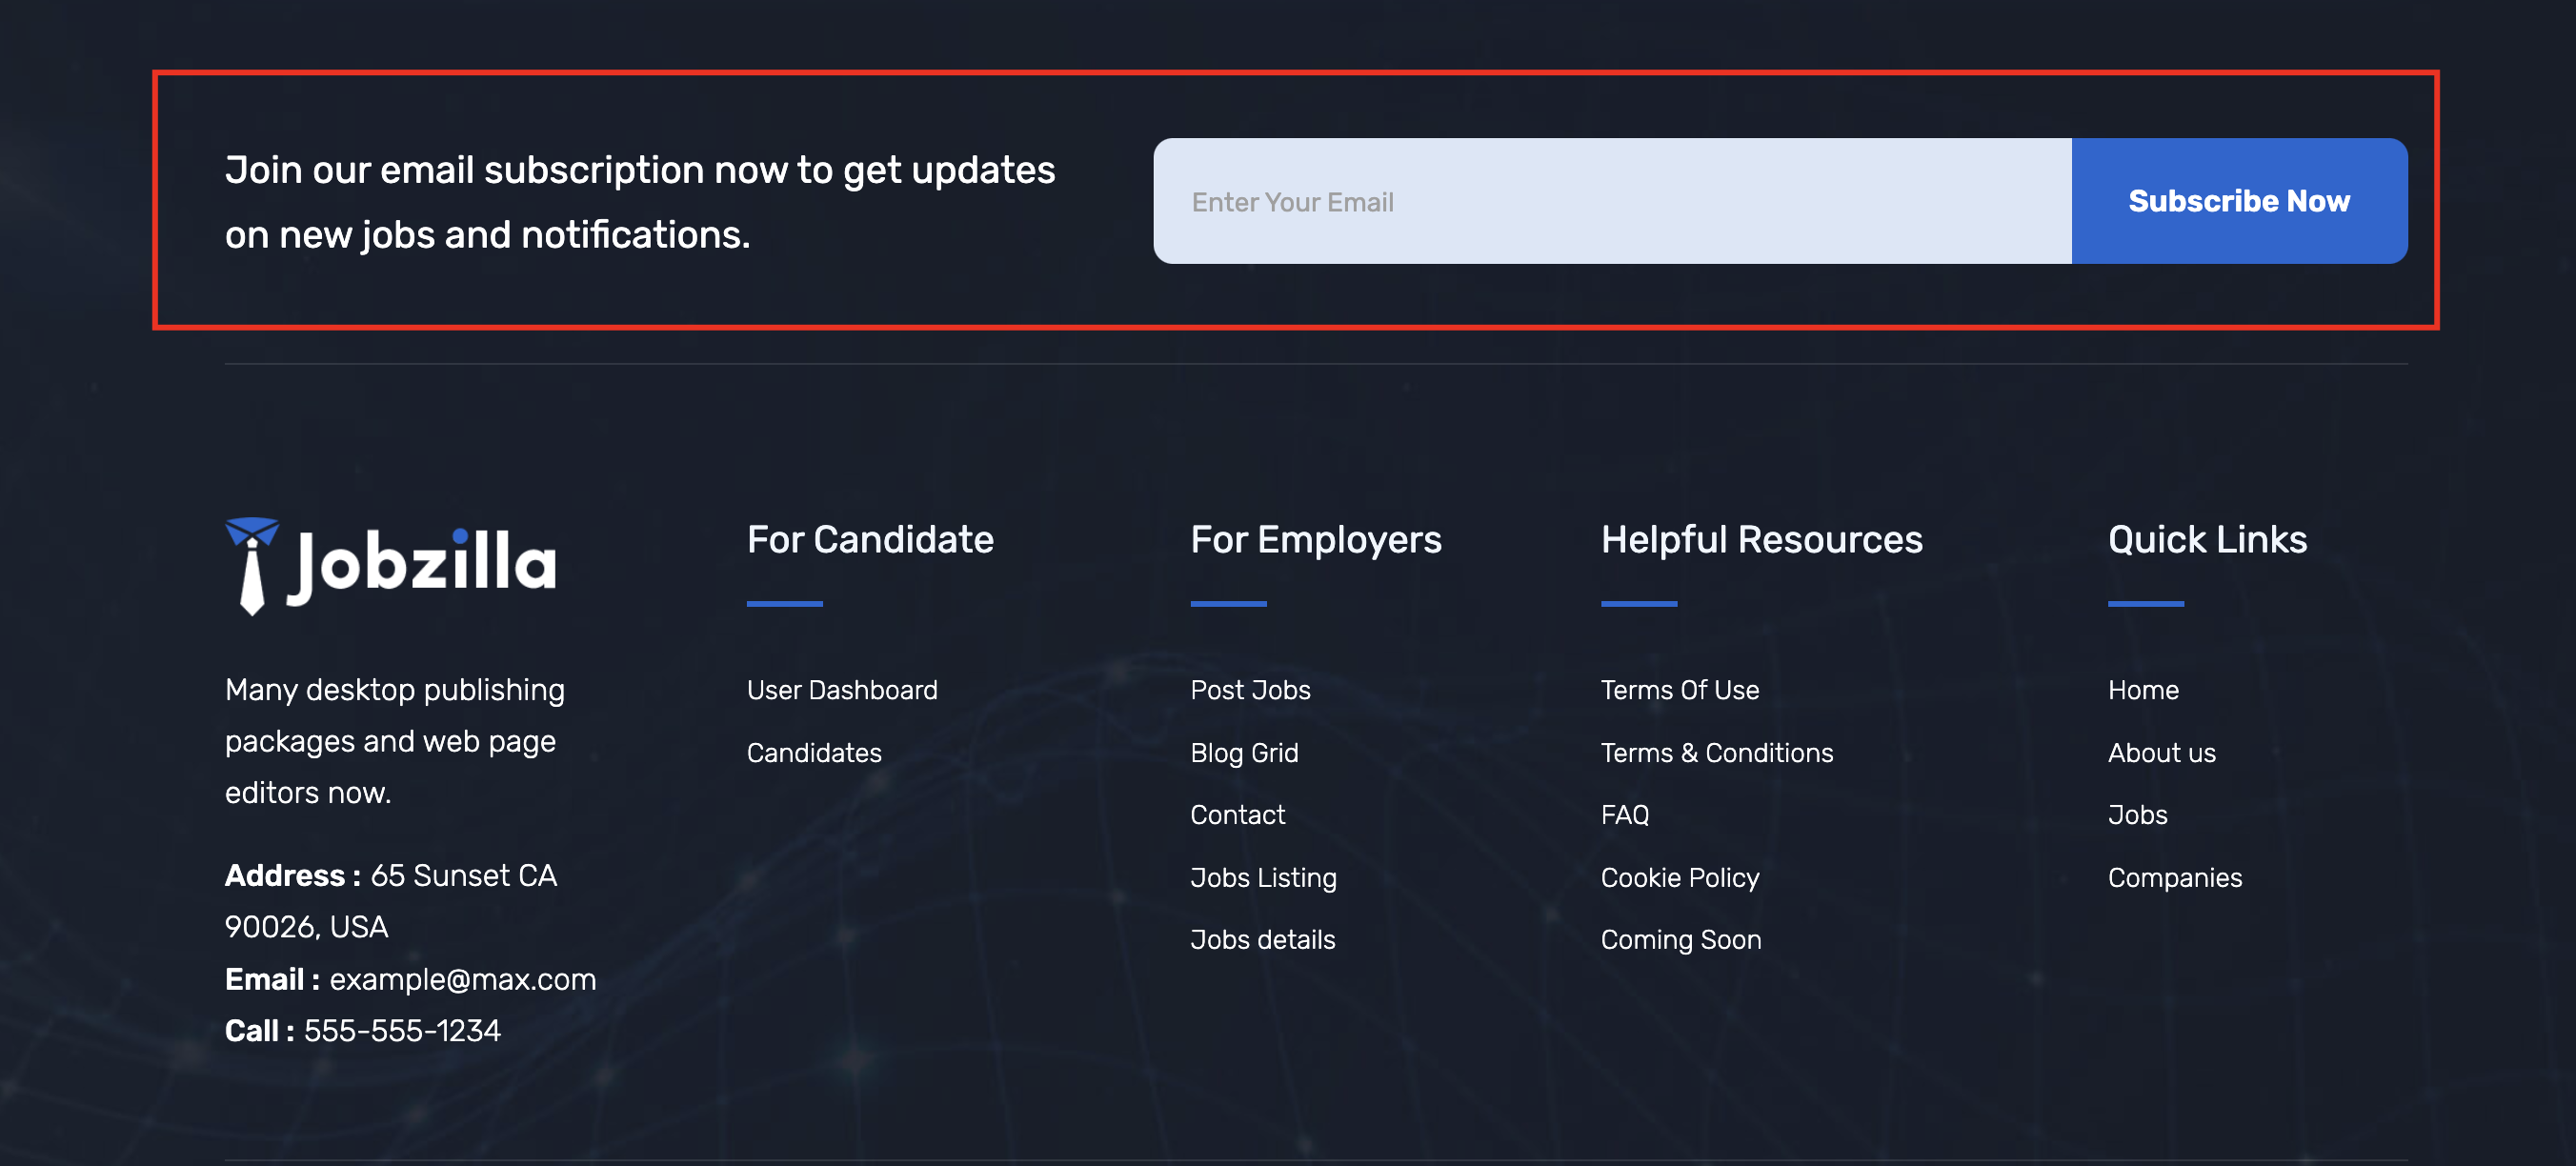 Join our email subscription now to get updates
on new jobs and notifications.
Enter Your Email
Subscribe Now
Jobzilla
Many desktop publishing
packages and web page
editors now.
Address : 65 Sunset CA
90026, USA
Email : example@max.com
Call : 555-555-1234
For Candidate
User Dashboard
Candidates
For Employers
Post Jobs
Blog Grid
Contact
Jobs Listing
Jobs details
Helpful Resources
Terms Of Use
Terms & Conditions
FAQ
Cookie Policy
Coming Soon
Quick Links
Home
About us
Jobs
Companies